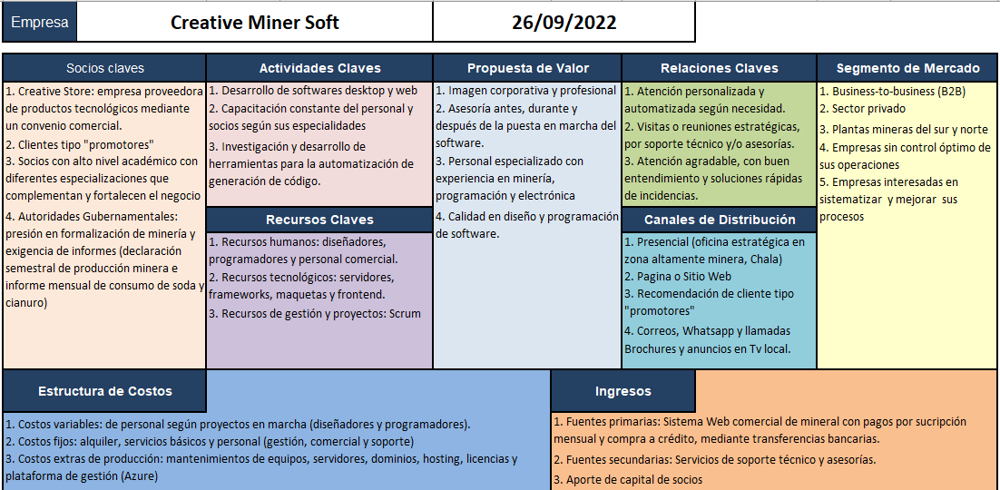 Empresa
Creative Miner Soft
26/09/2022
Socios claves
1. Creative Store: empresa proveedora
de productos tecnológicos mediante
un convenio comercial.
2. Clientes tipo "promotores"
3. Socios con alto nivel académico con
diferentes especializaciones que
complementan y fortalecen el negocio
4. Autoridades Gubernamentales:
presión en formalización de minería y
exigencia de informes (declaración
semestral de producción minera e
informe mensual de consumo de soda y
cianuro)
Actividades Claves
1. Desarrollo de softwares desktop y web
2. Capacitación constante del personal y
socios según sus especialidades
3. Investigación y desarrollo de
herramientas para la automatización de
generación de código.
Recursos Claves
1. Recursos humanos: diseñadores,
programadores y personal comercial.
2. Recursos tecnológicos: servidores,
frameworks, maquetas y frontend.
3. Recursos de gestión y proyectos: Scrum
Propuesta de Valor
1. Imagen corporativa y profesional
2. Asesoría antes, durante y
después de la puesta en marcha del
software.
3. Personal especializado con
experiencia en minería,
programación y electrónica
4. Calidad en diseño y programación
de software.
Relaciones Claves
1. Atención personalizada y
automatizada según necesidad.
2. Visitas o reuniones estratégicas,
por soporte técnico y/o asesorías.
3. Atención agradable, con buen
entendimiento y soluciones rápidas
de incidencias.
Canales de Distribución
1. Presencial (oficina estratégica en
zona altamente minera, Chala)
2. Pagina o Sitio Web
3. Recomendación de cliente tipo
"promotores"
4. Correos, Whatsapp y llamadas
Brochures y anuncios en Tv local.
Segmento de Mercado
1. Business-to-business (B2B)
2. Sector privado
3. Plantas mineras del sur y norte
4. Empresas sin control óptimo de
sus operaciones
5. Empresas interesadas en
sistematizar y mejorar sus
procesos
Estructura de Costos
1. Costos variables: de personal según proyectos en marcha (diseñadores y programadores).
2. Costos fijos: alquiler, servicios básicos y personal (gestión, comercial y soporte)
3. Costos extras de producción: mantenimientos de equipos, servidores, dominios, hosting, licencias y
plataforma de gestión (Azure)
Ingresos
1. Fuentes primarias: Sistema Web comercial de mineral con pagos por sucripción
mensual y compra a crédito, mediante transferencias bancarias.
2. Fuentes secundarias: Servicios de soporte técnico y asesorías.
3. Aporte de capital de socios